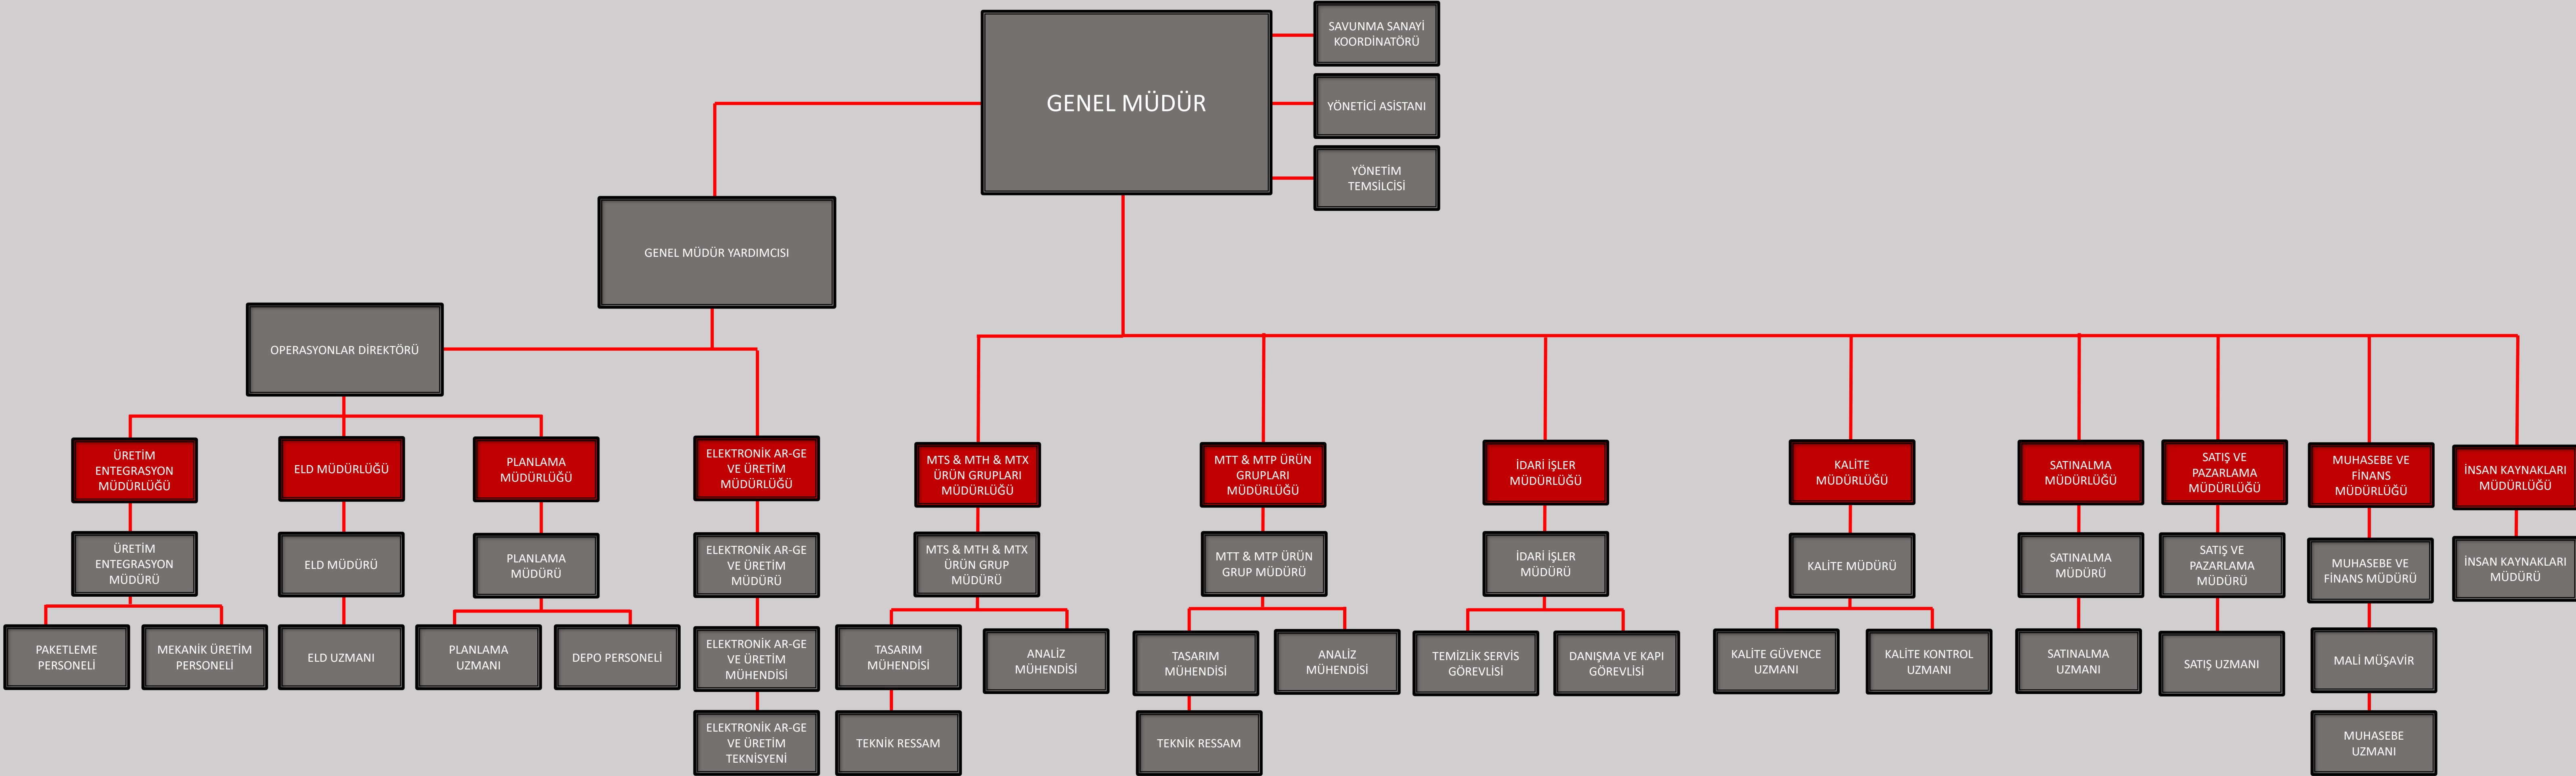 SAVUNMA SANAYİ
KOORDİNATÖRÜ
GENEL MÜDÜR
YÖNETİCİ ASİSTANI
YÖNETİM
TEMSİLCİSİ
GENEL MÜDÜR YARDIMCISI
OPERASYONLAR DİREKTÖRÜ
ÜRETİM
ENTEGRASYON
MÜDÜRLÜĞÜ
ELD MÜDÜRLÜĞÜ
PLANLAMA
MÜDÜRLÜĞÜ
ELEKTRONİK AR-GE
VE ÜRETİM
MÜDÜRLÜĞÜ
MTS & MTH & MTX
ÜRÜN GRUPLARI
MÜDÜRLÜĞÜ
MTT & MTP ÜRÜN
GRUPLARI
MÜDÜRLÜĞÜ
İDARİ İŞLER
MÜDÜRLÜĞÜ
KALİTE
MÜDÜRLÜĞÜ
SATINALMA
MÜDÜRLÜĞÜ
SATIŞ VE
PAZARLAMA
MÜDÜRLÜĞÜ
MUHASEBE VE
FİNANS
MÜDÜRLÜĞÜ
İNSAN KAYNAKLARI
MÜDÜRLÜĞÜ
ÜRETİM
ENTEGRASYON
MÜDÜRÜ
ELD MÜDÜRÜ
PLANLAMA
MÜDÜRÜ
ELEKTRONİK AR-GE
VE ÜRETİM
MÜDÜRÜ
MTS & MTH & MTX
ÜRÜN GRUP
MÜDÜRÜ
MTT & MTP ÜRÜN
GRUP MÜDÜRÜ
İDARİ İŞLER
MÜDÜRÜ
KALİTE MÜDÜRÜ
SATINALMA
MÜDÜRÜ
SATIŞ VE
PAZARLAMA
MÜDÜRÜ
MUHASEBE VE
FİNANS MÜDÜRÜ
İNSAN KAYNAKLARI
MÜDÜRÜ
PAKETLEME
PERSONELİ
MEKANİK ÜRETİM
PERSONELİ
ELD UZMANI
PLANLAMA
UZMANI
DEPO PERSONELİ
ELEKTRONİK AR-GE
VE ÜRETİM
MÜHENDİSİ
TASARIM
MÜHENDİSİ
ANALİZ
MÜHENDİSİ
TASARIM
MÜHENDİSİ
ANALİZ
MÜHENDİSİ
TEMİZLİK SERVİS
GÖREVLİSİ
DANIŞMA VE KAPI
GÖREVLİSİ
KALİTE GÜVENCE
UZMANI
KALİTE KONTROL
UZMANI
SATINALMA
UZMANI
SATIŞ UZMANI
MALİ MÜŞAVİR
ELEKTRONİK AR-GE
VE ÜRETİM
TEKNİSYENİ
TEKNİK RESSAM
TEKNİK RESSAM
MUHASEBE
UZMANI